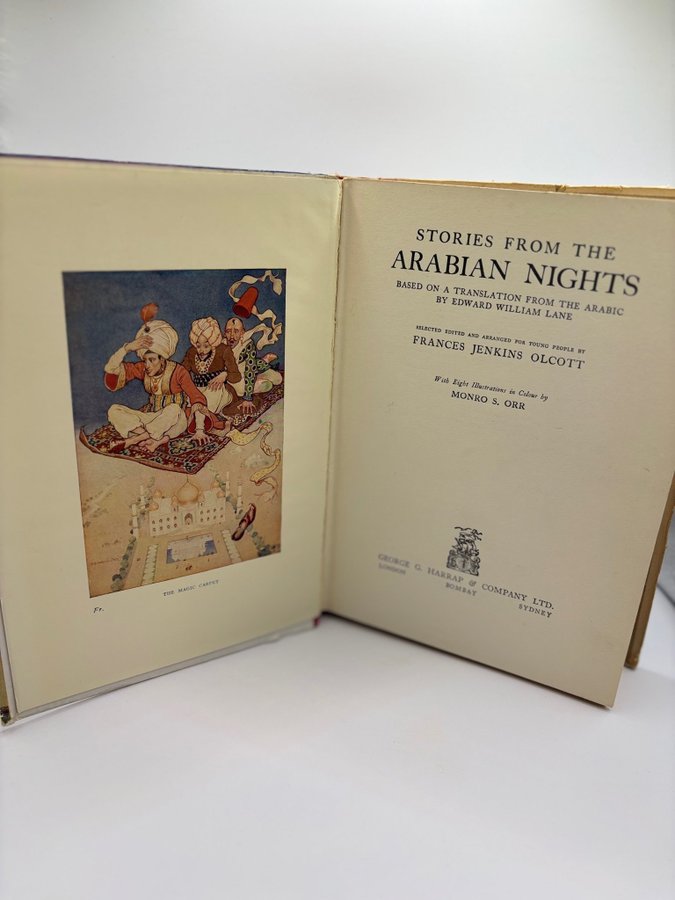 THE MAGIC CARPET
Fr.
STORIES FROM THE
ARABIAN NIGHTS
BASED ON A TRANSLATION FROM THE ARABIC
BY EDWARD WILLIAM LANE
SELECTED EDITED AND ARRANGED FOR YOUNG PEOPLE BY
FRANCES JENKINS OLCOTT
With Eight Illustrations in Colour by
MONRO S. ORR
GEORGE G. HARRAP & COMPANY LTD.
LONDON BOMBAY SYDNEY